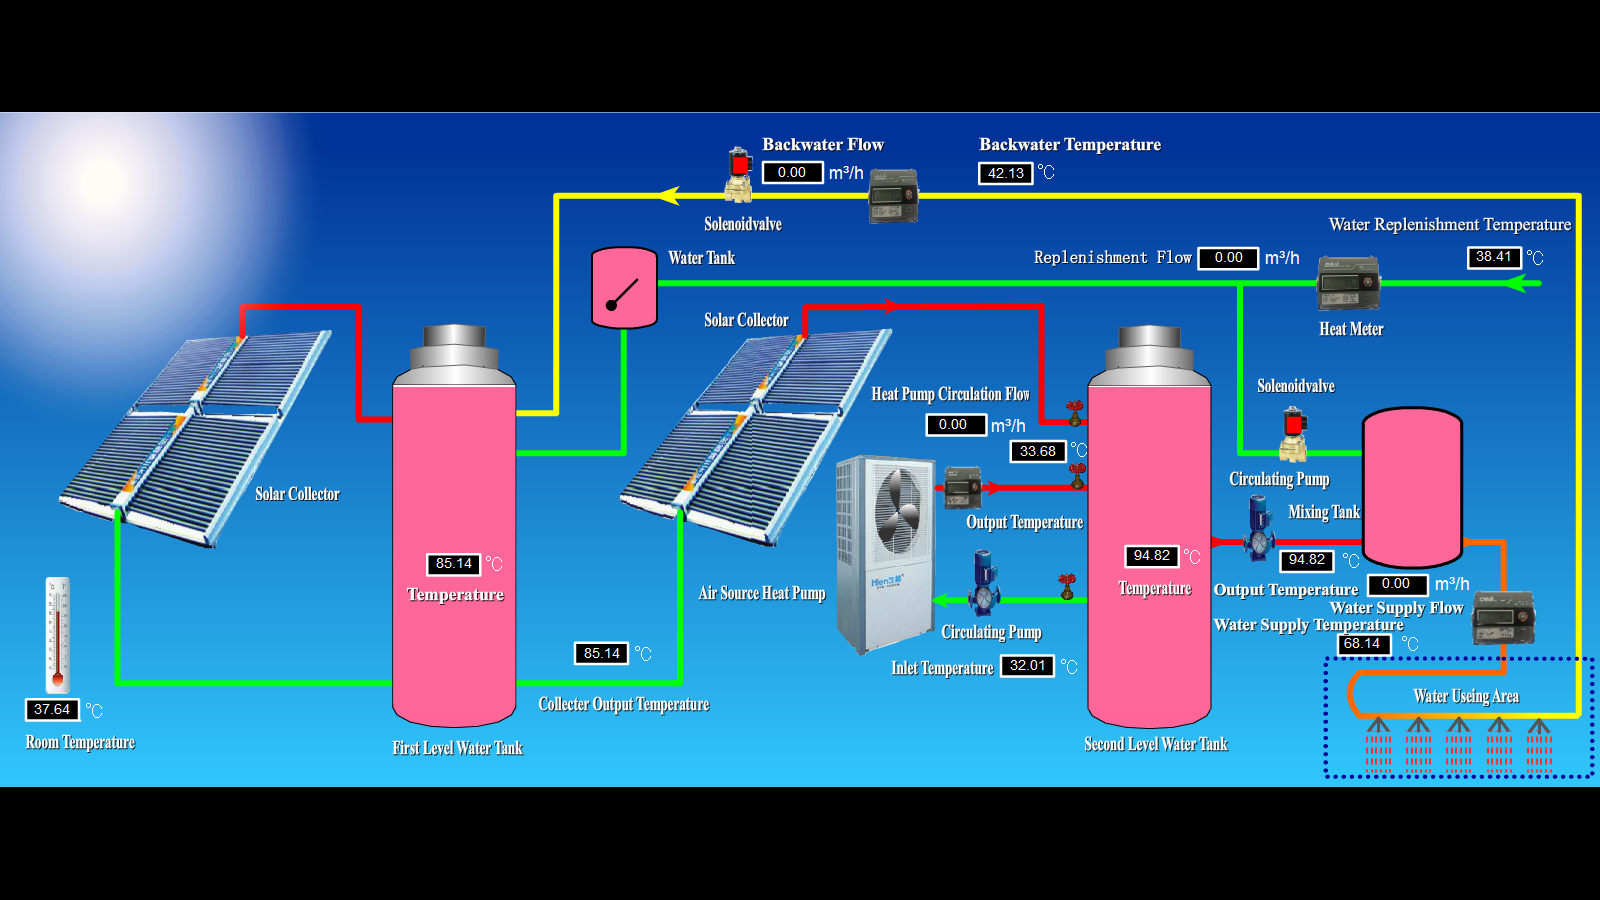 Backwater Flow
0.00 m³/h
Backwater Temperature
42.13 ℃
Solenoidvalve
Water Replenishment Temperature
38.41 ℃
Water Tank
Replenishment Flow 0.00 m³/h
Heat Meter
Solar Collector
Solenoidvalve
Heat Pump Circulation Flow
0.00 m³/h
33.68 ℃
Circulating Pump
Solar Collector
Output Temperature
Mixing Tank
85.14 ℃
Temperature
94.82 ℃
Temperature
94.82 ℃
Output Temperature
0.00 m³/h
Water Supply Flow
Water Supply Temperature
68.14 ℃
Hien
Air Source Heat Pump
Circulating Pump
Inlet Temperature 32.01 ℃
85.14 ℃
Collecter Output Temperature
Water Useing Area
37.64 ℃
Room Temperature
First Level Water Tank
Second Level Water Tank